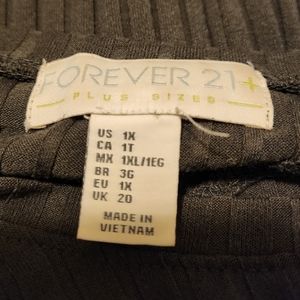 FOREVER 21+
PLUS SIZES
US 1X
CA 1T
MX 1XL/1EG
BR 3G
EU 1X
UK 20
MADE IN
VIETNAM